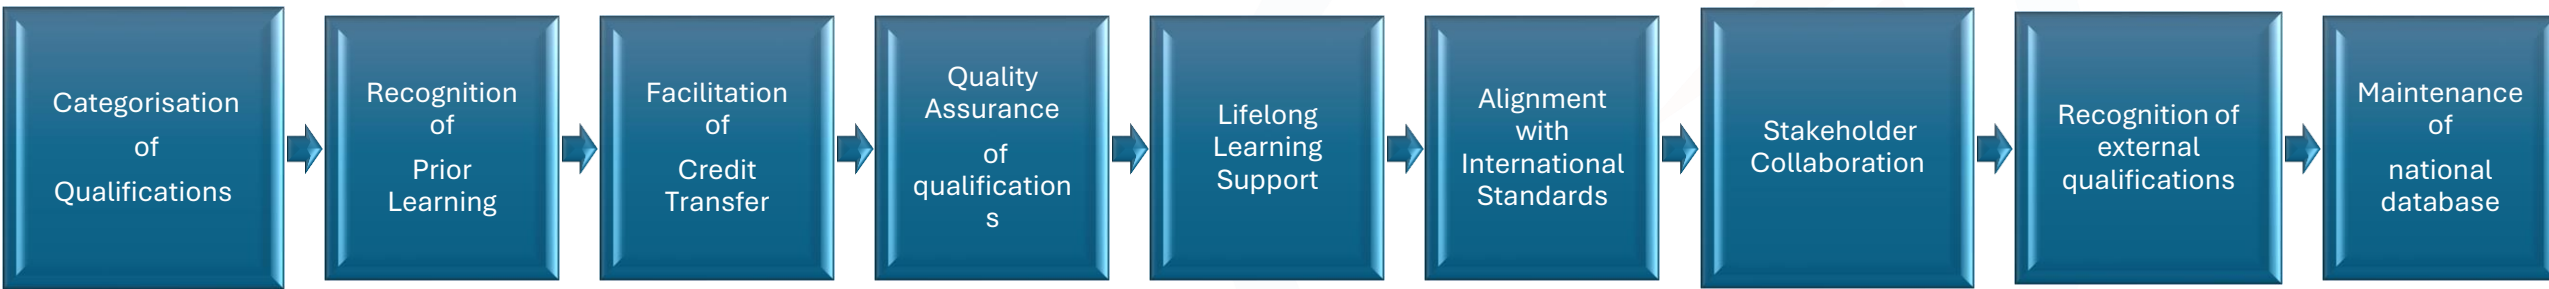 Categorisation
of
Qualifications
Recognition
of
Prior
Learning
Facilitation
of
Credit
Transfer
Quality
Assurance
of
qualification
s
Lifelong
Learning
Support
Alignment
with
International
Standards
Stakeholder
Collaboration
Recognition of
external
qualifications
Maintenance
of
national
database